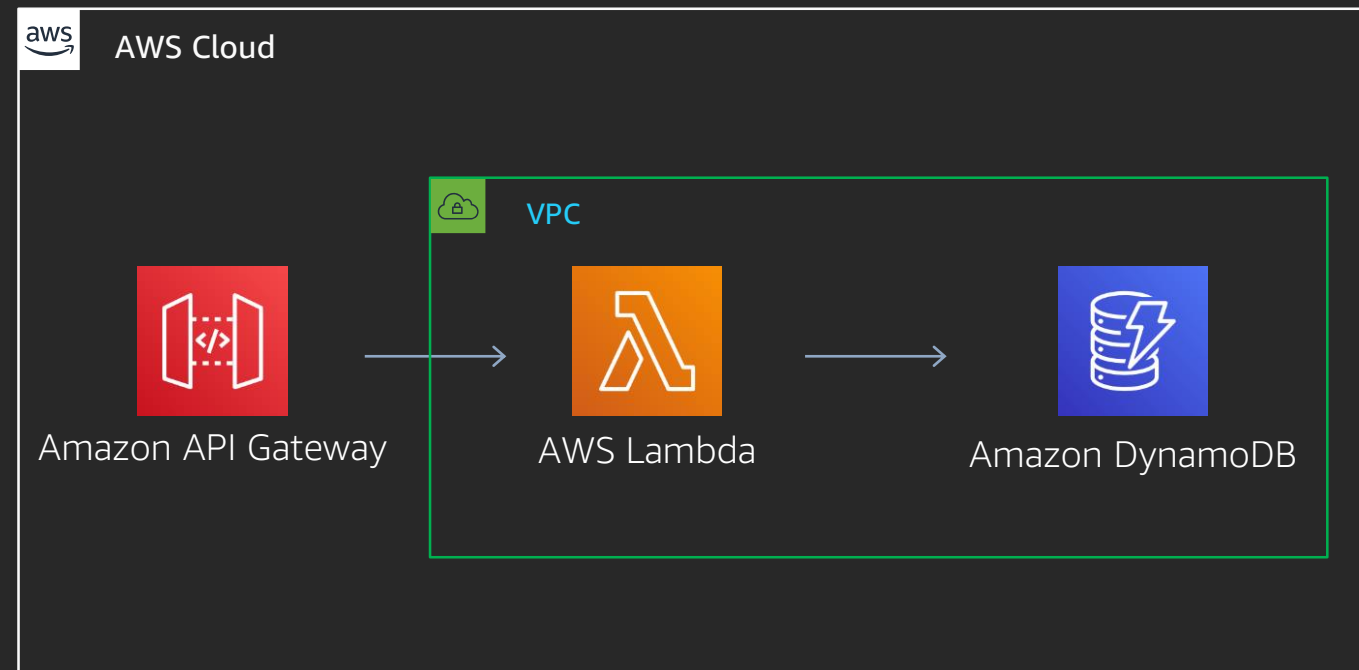 aws
AWS Cloud
VPC
</>
Amazon API Gateway
AWS Lambda
Amazon DynamoDB